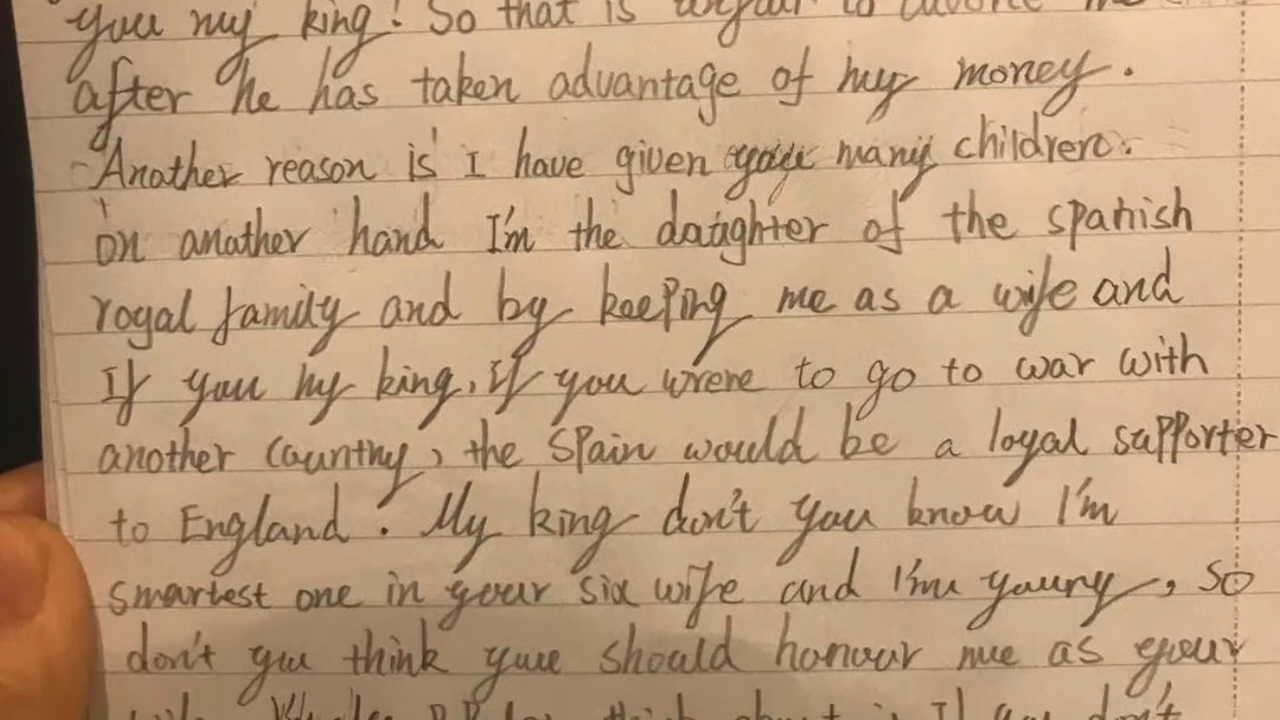 you my king! So that is unfair to divorce me
after he has taken advantage of my money.
Another reason is I have given you many children.
on another hand I'm the daughter of the spanish
royal family and by keeping me as a wife and
If you my king, if you wrere to go to war with
another country, the Spain would be a loyal supporter
to England. My king don't you know I'm
smartest one in your six wife and I'm young, so
don't you think you should honour me as your
think about
don't